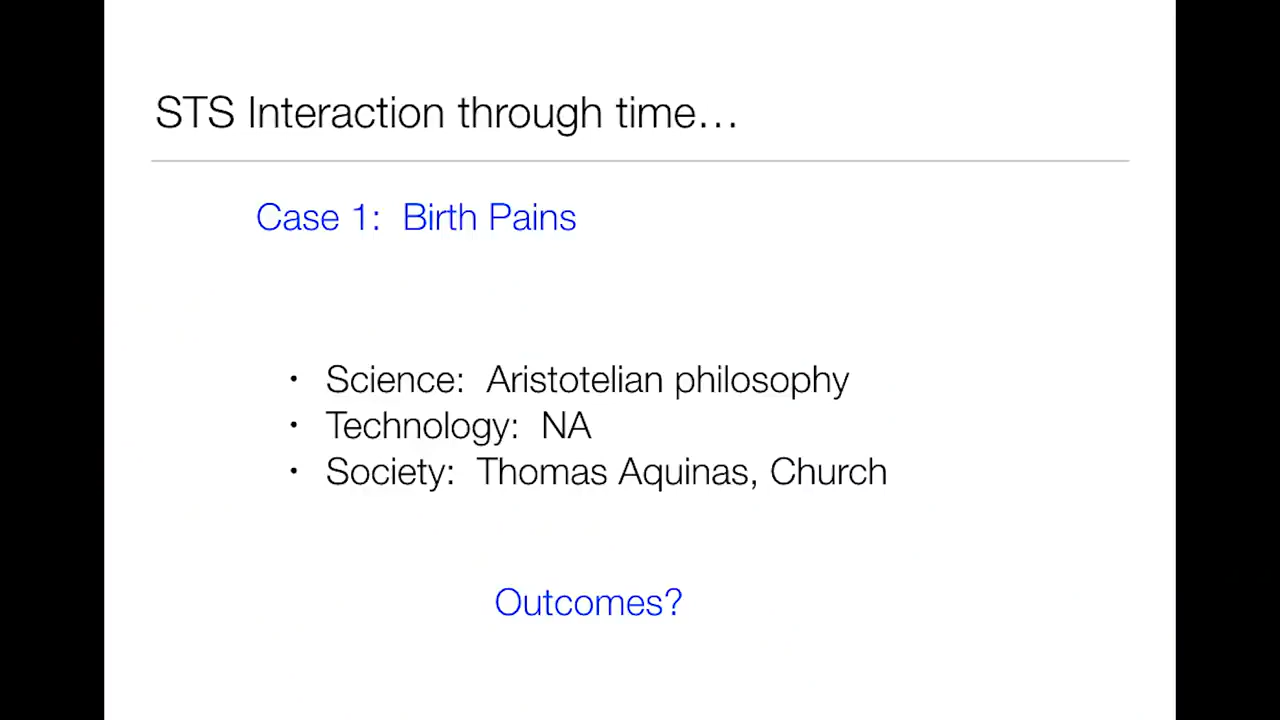 STS Interaction through time…
Case 1:  Birth Pains
• Science:  Aristotelian philosophy
• Technology:  NA
• Society:  Thomas Aquinas, Church
Outcomes?